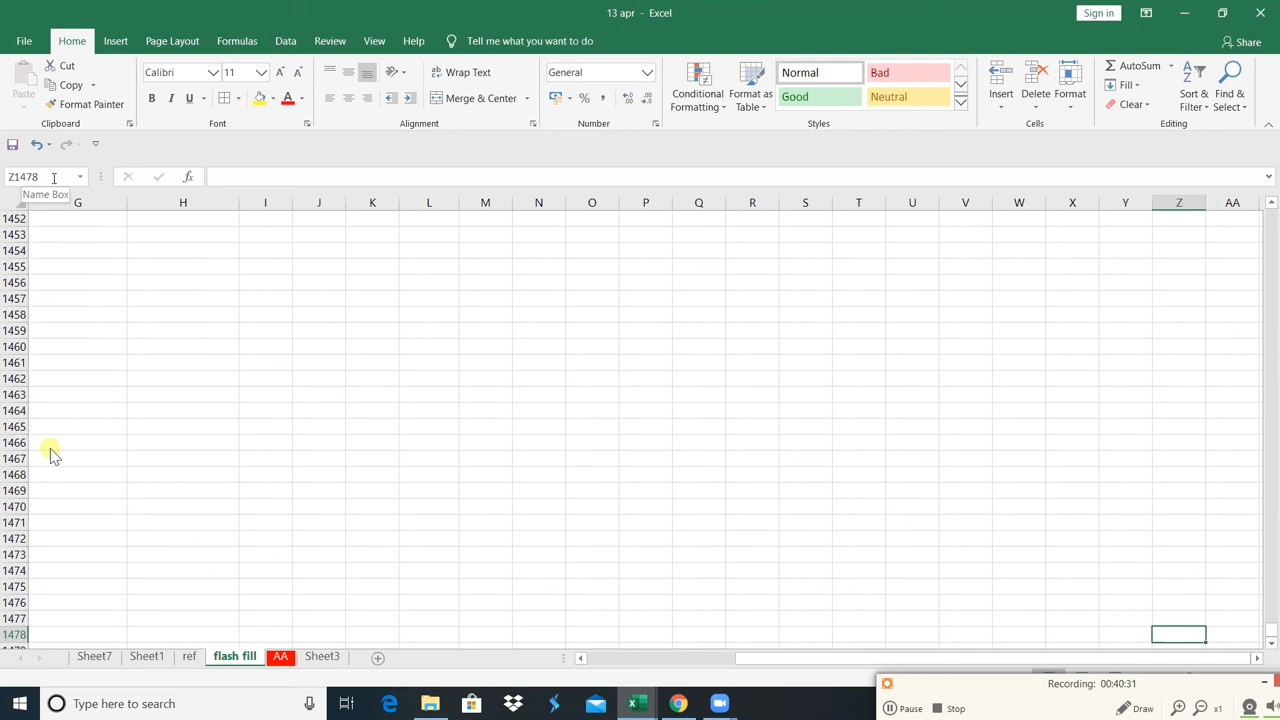 13 apr - Excel
Sign in
File Home Insert Page Layout Formulas Data Review View Help Tell me what you want to do Share
Paste
Cut
Copy
Format Painter
Calibri 11
B I U
Wrap Text
Merge & Center
General
Conditional Formatting
Format as Table
Normal Bad
Good Neutral
Insert Delete Format
AutoSum
Fill
Clear
Sort & Filter
Find & Select
Clipboard Font Alignment Number Styles Cells Editing
Z1478
fx
Name Box
G H I J K L M N O P Q R S T U V W X Y Z AA
1452
1453
1454
1455
1456
1457
1458
1459
1460
1461
1462
1463
1464
1465
1466
1467
1468
1469
1470
1471
1472
1473
1474
1475
1476
1477
1478
Sheet7 Sheet1 ref flash fill AA Sheet3
Type here to search
Recording: 00:40:31
Pause Stop Draw x1